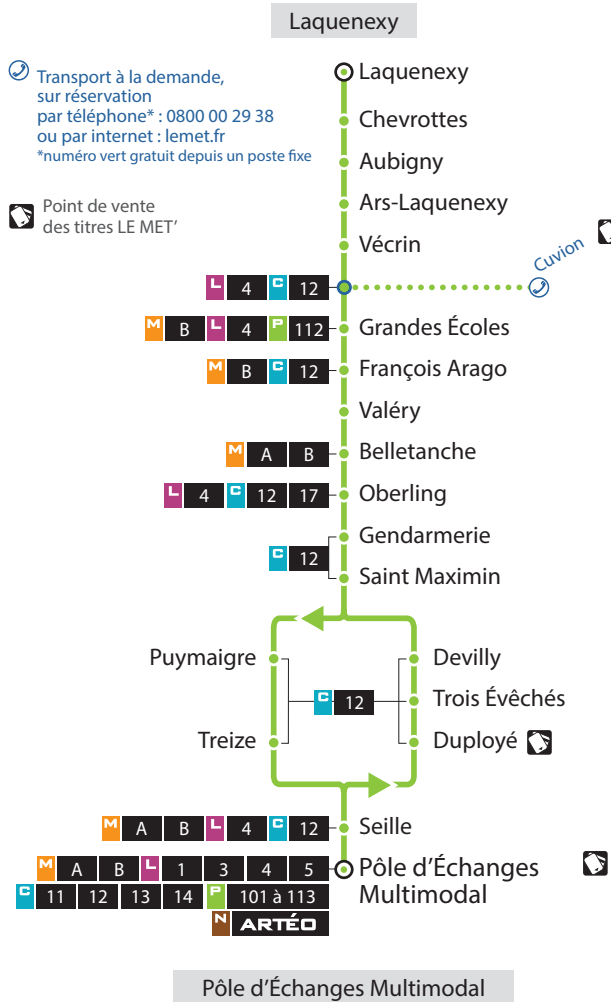 Laquenexy
Transport à la demande,
sur réservation
par téléphone* : 0800 00 29 38
ou par internet : lemet.fr
*numéro vert gratuit depuis un poste fixe
Point de vente
des titres LE MET'
Laquenexy
Chevrottes
Aubigny
Ars-Laquenexy
Vécrin
Cuvion
L 4 C 12
M B L 4 P 112 Grandes Écoles
M B C 12 François Arago
Valéry
M A B Belletanche
L 4 C 12 17 Oberling
Gendarmerie
C 12
Saint Maximin
Puymaigre Devilly
C 12 Trois Évêchés
Treize Duployé
M A B L 4 C 12 Seille
M A B L 1 3 4 5 Pôle d'Échanges
C 11 12 13 14 P 101 à 113 Multimodal
N ARTÉO
Pôle d'Échanges Multimodal